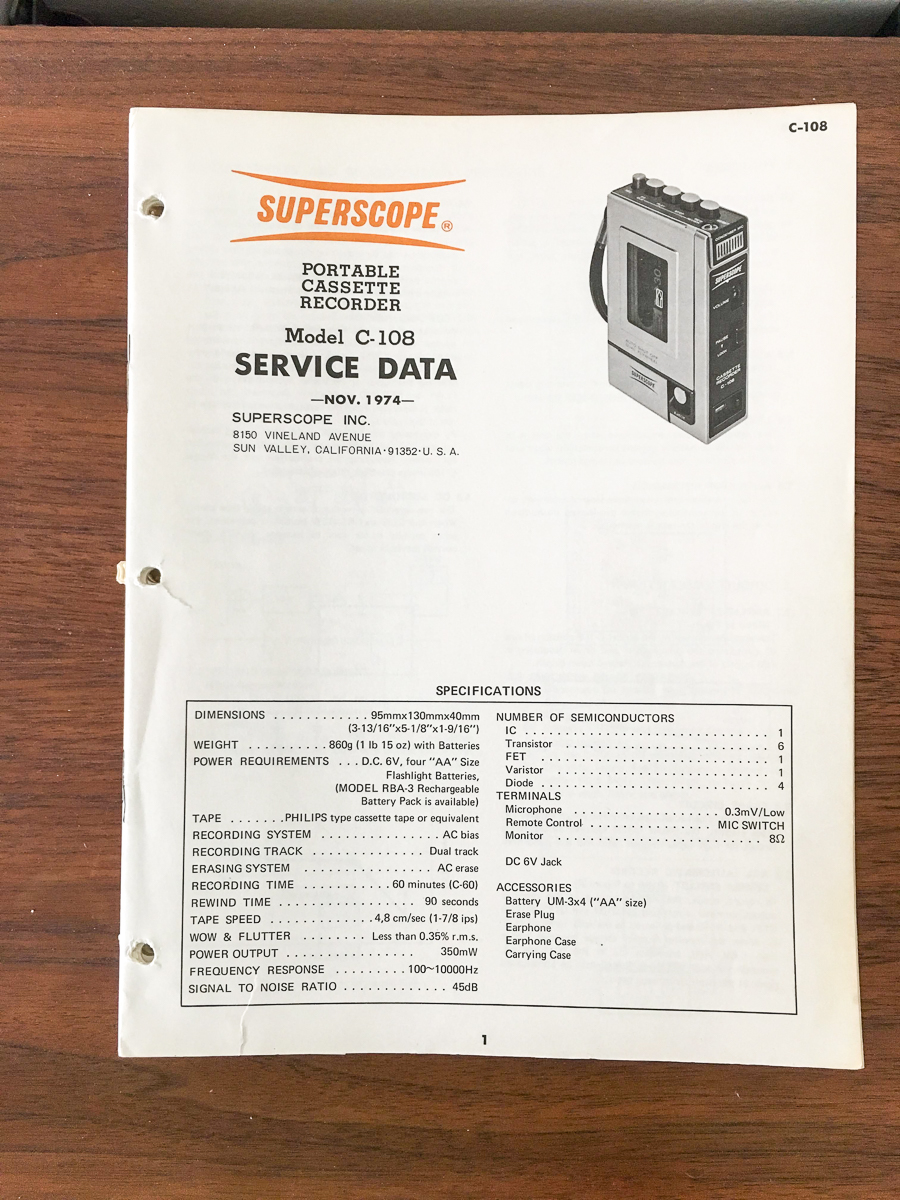 C-108
SUPERSCOPE®
PORTABLE
CASSETTE
RECORDER
Model C-108
SERVICE DATA
—NOV. 1974—
SUPERSCOPE INC.
8150 VINELAND AVENUE
SUN VALLEY, CALIFORNIA·91352·U. S. A.
SUPERSCOPE
VOLUME
PAUSE
LOCK
CASSETTE
RECORDER
C-108
SUPERSCOPE
SPECIFICATIONS
DIMENSIONS . . . . . . . . . . . . 95mmx130mmx40mm
(3-13/16"x5-1/8"x1-9/16")
WEIGHT . . . . . . . . . . 860g (1 lb 15 oz) with Batteries
POWER REQUIREMENTS . . . D.C. 6V, four "AA" Size
Flashlight Batteries,
(MODEL RBA-3 Rechargeable
Battery Pack is available)
TAPE . . . . . . . PHILIPS type cassette tape or equivalent
RECORDING SYSTEM . . . . . . . . . . . . . . . AC bias
RECORDING TRACK . . . . . . . . . . . . . . Dual track
ERASING SYSTEM . . . . . . . . . . . . . . . . AC erase
RECORDING TIME . . . . . . . . . . . 60 minutes (C-60)
REWIND TIME . . . . . . . . . . . . . . . . . 90 seconds
TAPE SPEED . . . . . . . . . . . . . 4,8 cm/sec (1-7/8 ips)
WOW & FLUTTER . . . . . . . . Less than 0.35% r.m.s.
POWER OUTPUT . . . . . . . . . . . . . . . . 350mW
FREQUENCY RESPONSE . . . . . . . . . 100~10000Hz
SIGNAL TO NOISE RATIO . . . . . . . . . . . . . 45dB
NUMBER OF SEMICONDUCTORS
IC . . . . . . . . . . . . . . . . . . . . . . . . . . . . 1
Transistor . . . . . . . . . . . . . . . . . . . . . . . 6
FET . . . . . . . . . . . . . . . . . . . . . . . . . . 1
Varistor . . . . . . . . . . . . . . . . . . . . . . . . 1
Diode . . . . . . . . . . . . . . . . . . . . . . . . . . 4
TERMINALS
Microphone . . . . . . . . . . . . . . . . 0.3mV/Low
Remote Control . . . . . . . . . . . . . . . MIC SWITCH
Monitor . . . . . . . . . . . . . . . . . . . . . . . . 8Ω
DC 6V Jack
ACCESSORIES
Battery UM-3x4 ("AA" size)
Erase Plug
Earphone
Earphone Case
Carrying Case
1